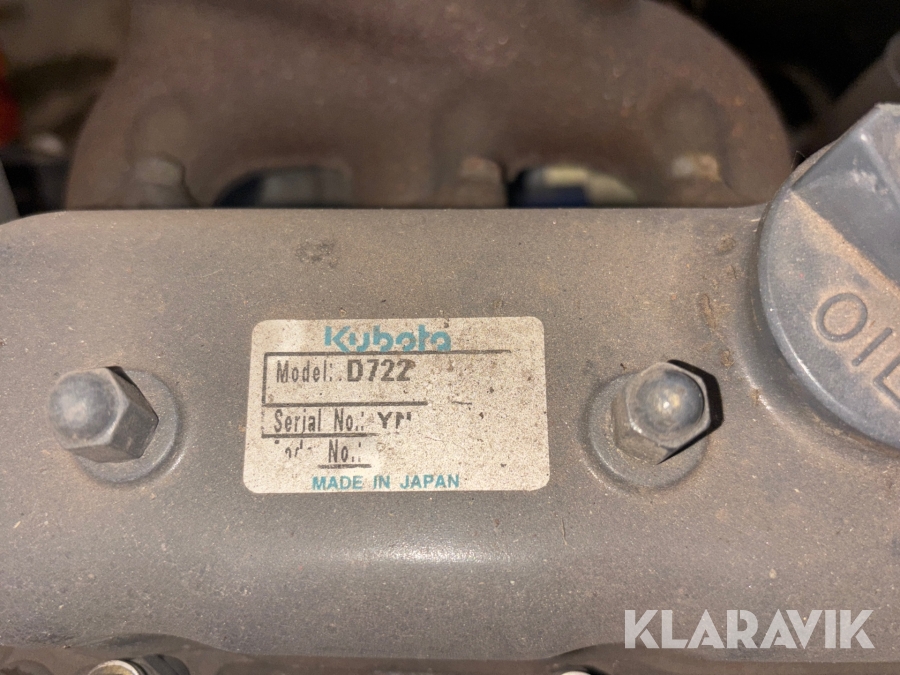 Kubota
Model: D722
Serial No.: YN
No.:
MADE IN JAPAN
OIL
KLARAVIK